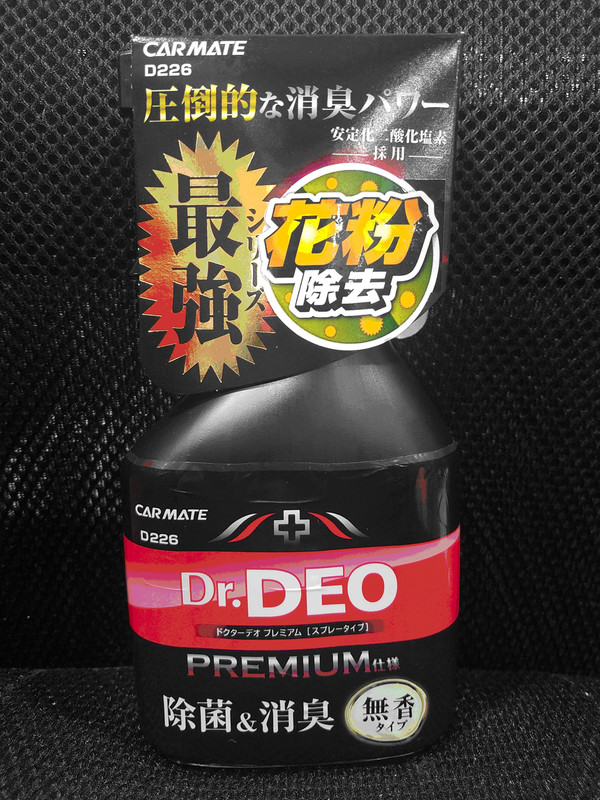 CARMATE
D226
圧倒的な消臭パワー
安定化二酸化塩素
採用
最強
シリーズ
花粉
除去
CARMATE
D226
Dr.DEO
ドクターデオ プレミアム [スプレータイプ]
PREMIUM仕様
除菌&消臭
無香
タイプ